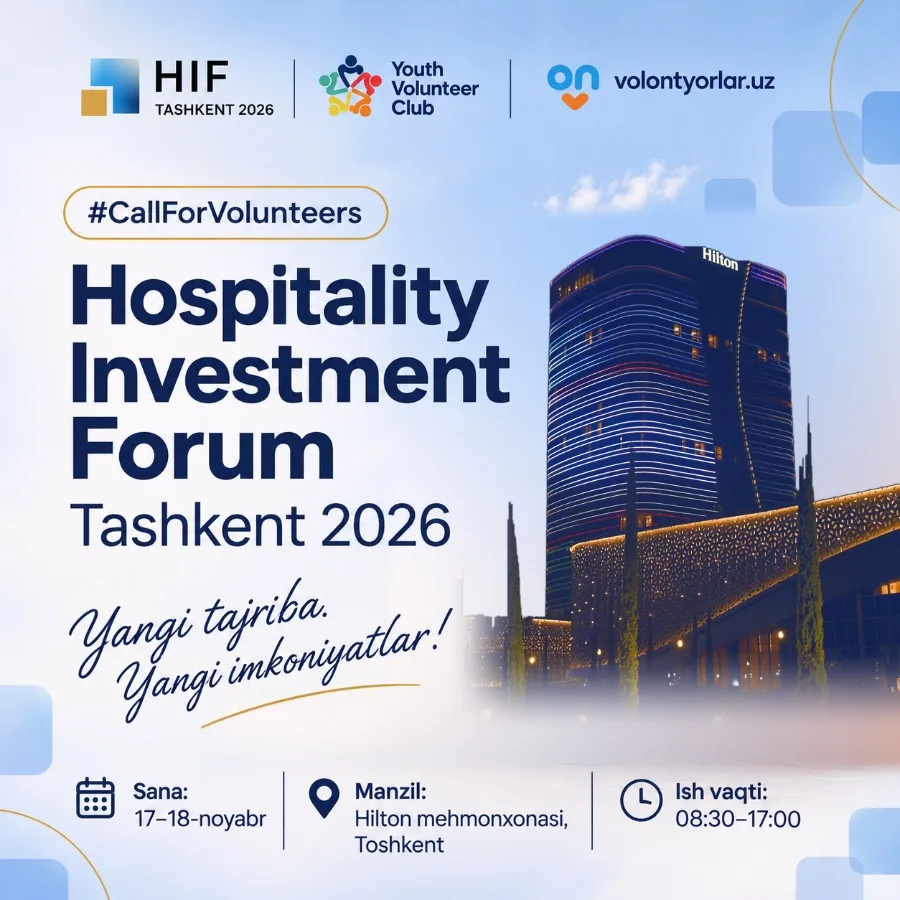 HIF
TASHKENT 2026
Youth
Volunteer
Club
on
volontyorlar.uz
#CallForVolunteers
Hospitality
Investment
Forum
Tashkent 2026
Hilton
Yangi tajriba.
Yangi imkoniyatlar!
Sana:
17–18-noyabr
Manzil:
Hilton mehmonxonasi,
Toshkent
Ish vaqti:
08:30–17:00